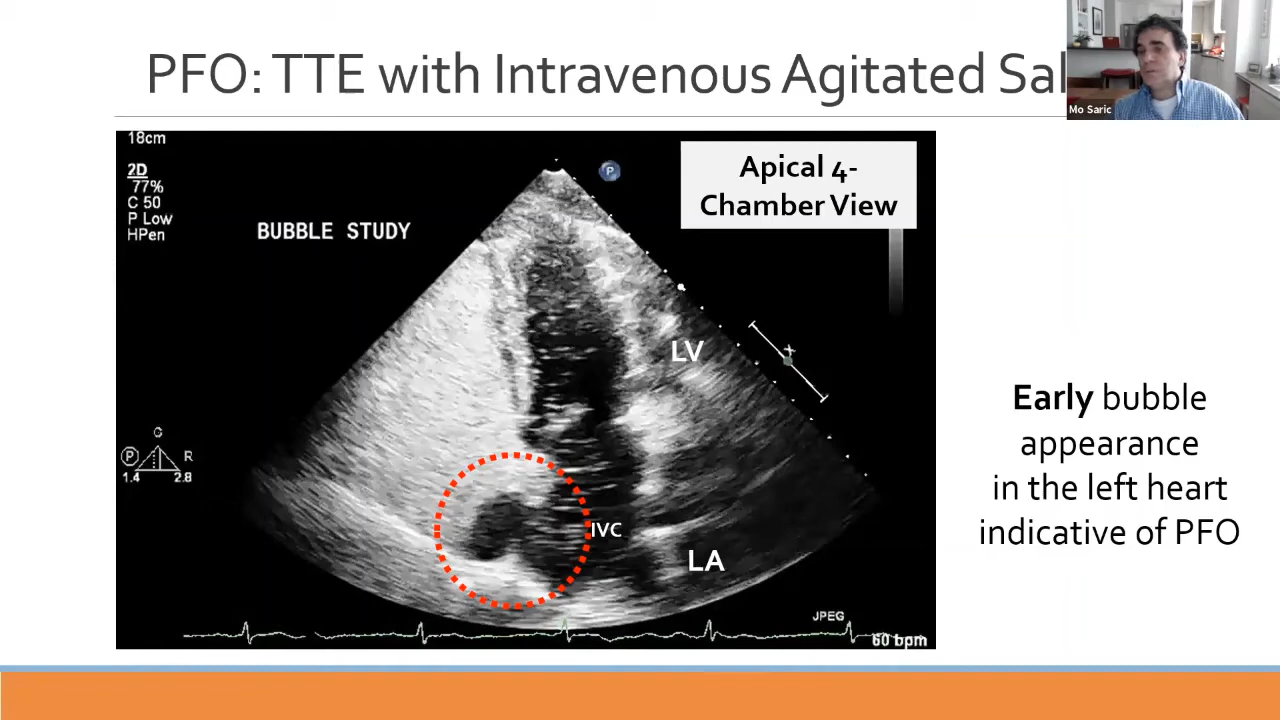 PFO: TTE with Intravenous Agitated Sal
Mo Saric
18cm
2D
77%
C 50
P Low
HPen
BUBBLE STUDY
P
Apical 4-
Chamber View
LV
Early bubble
appearance
in the left heart
indicative of PFO
G
P R
1.4 2.8
IVC
LA
JPEG
60 bpm